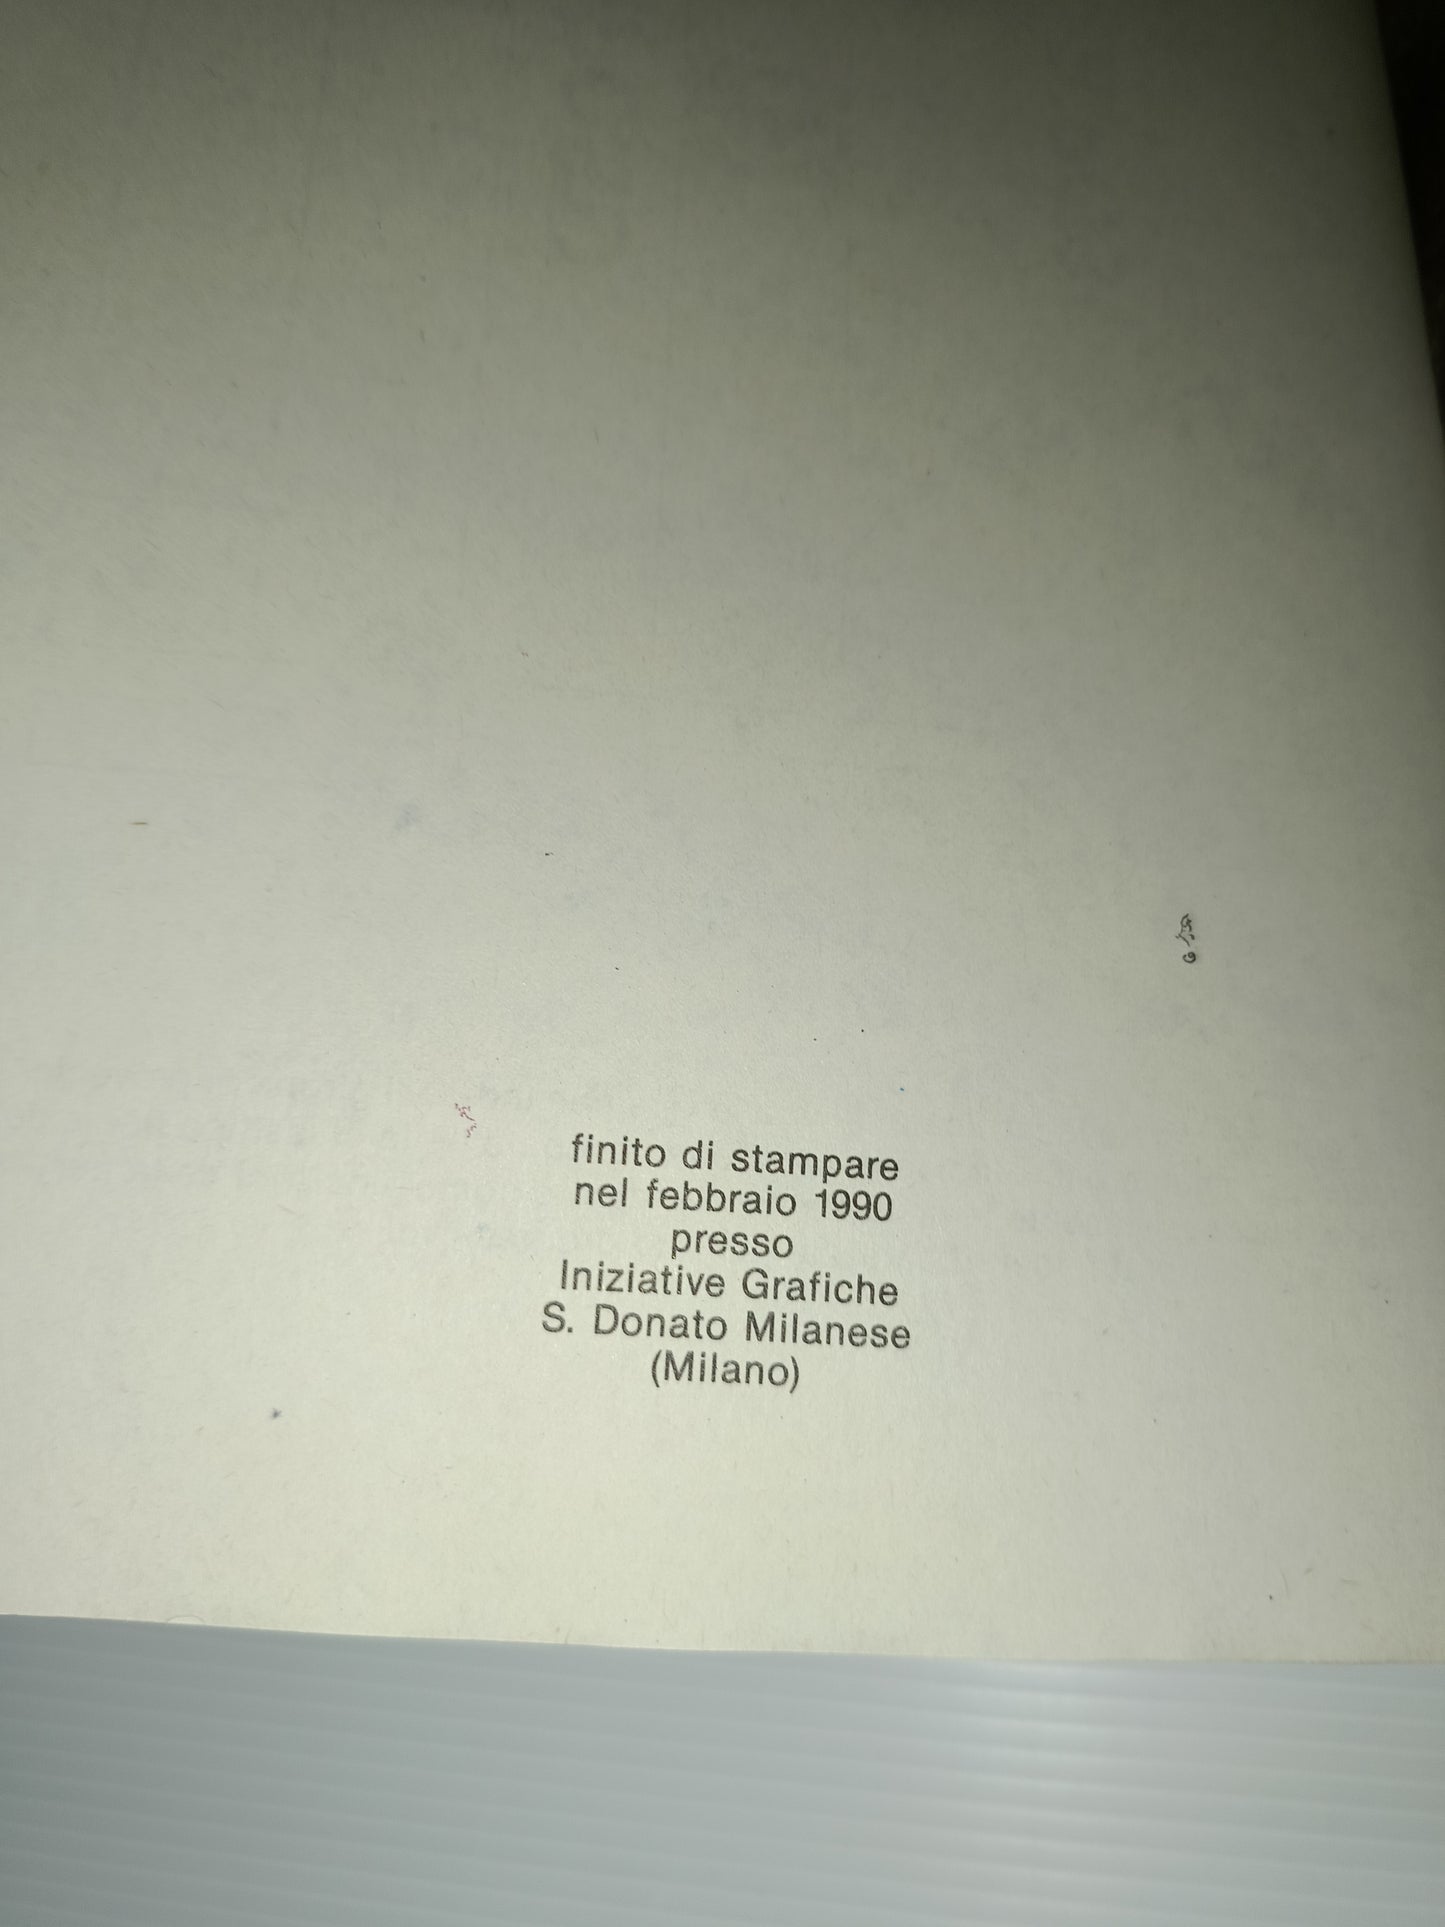 finito di stampare
nel febbraio 1990
presso
Iniziative Grafiche
S. Donato Milanese
(Milano)